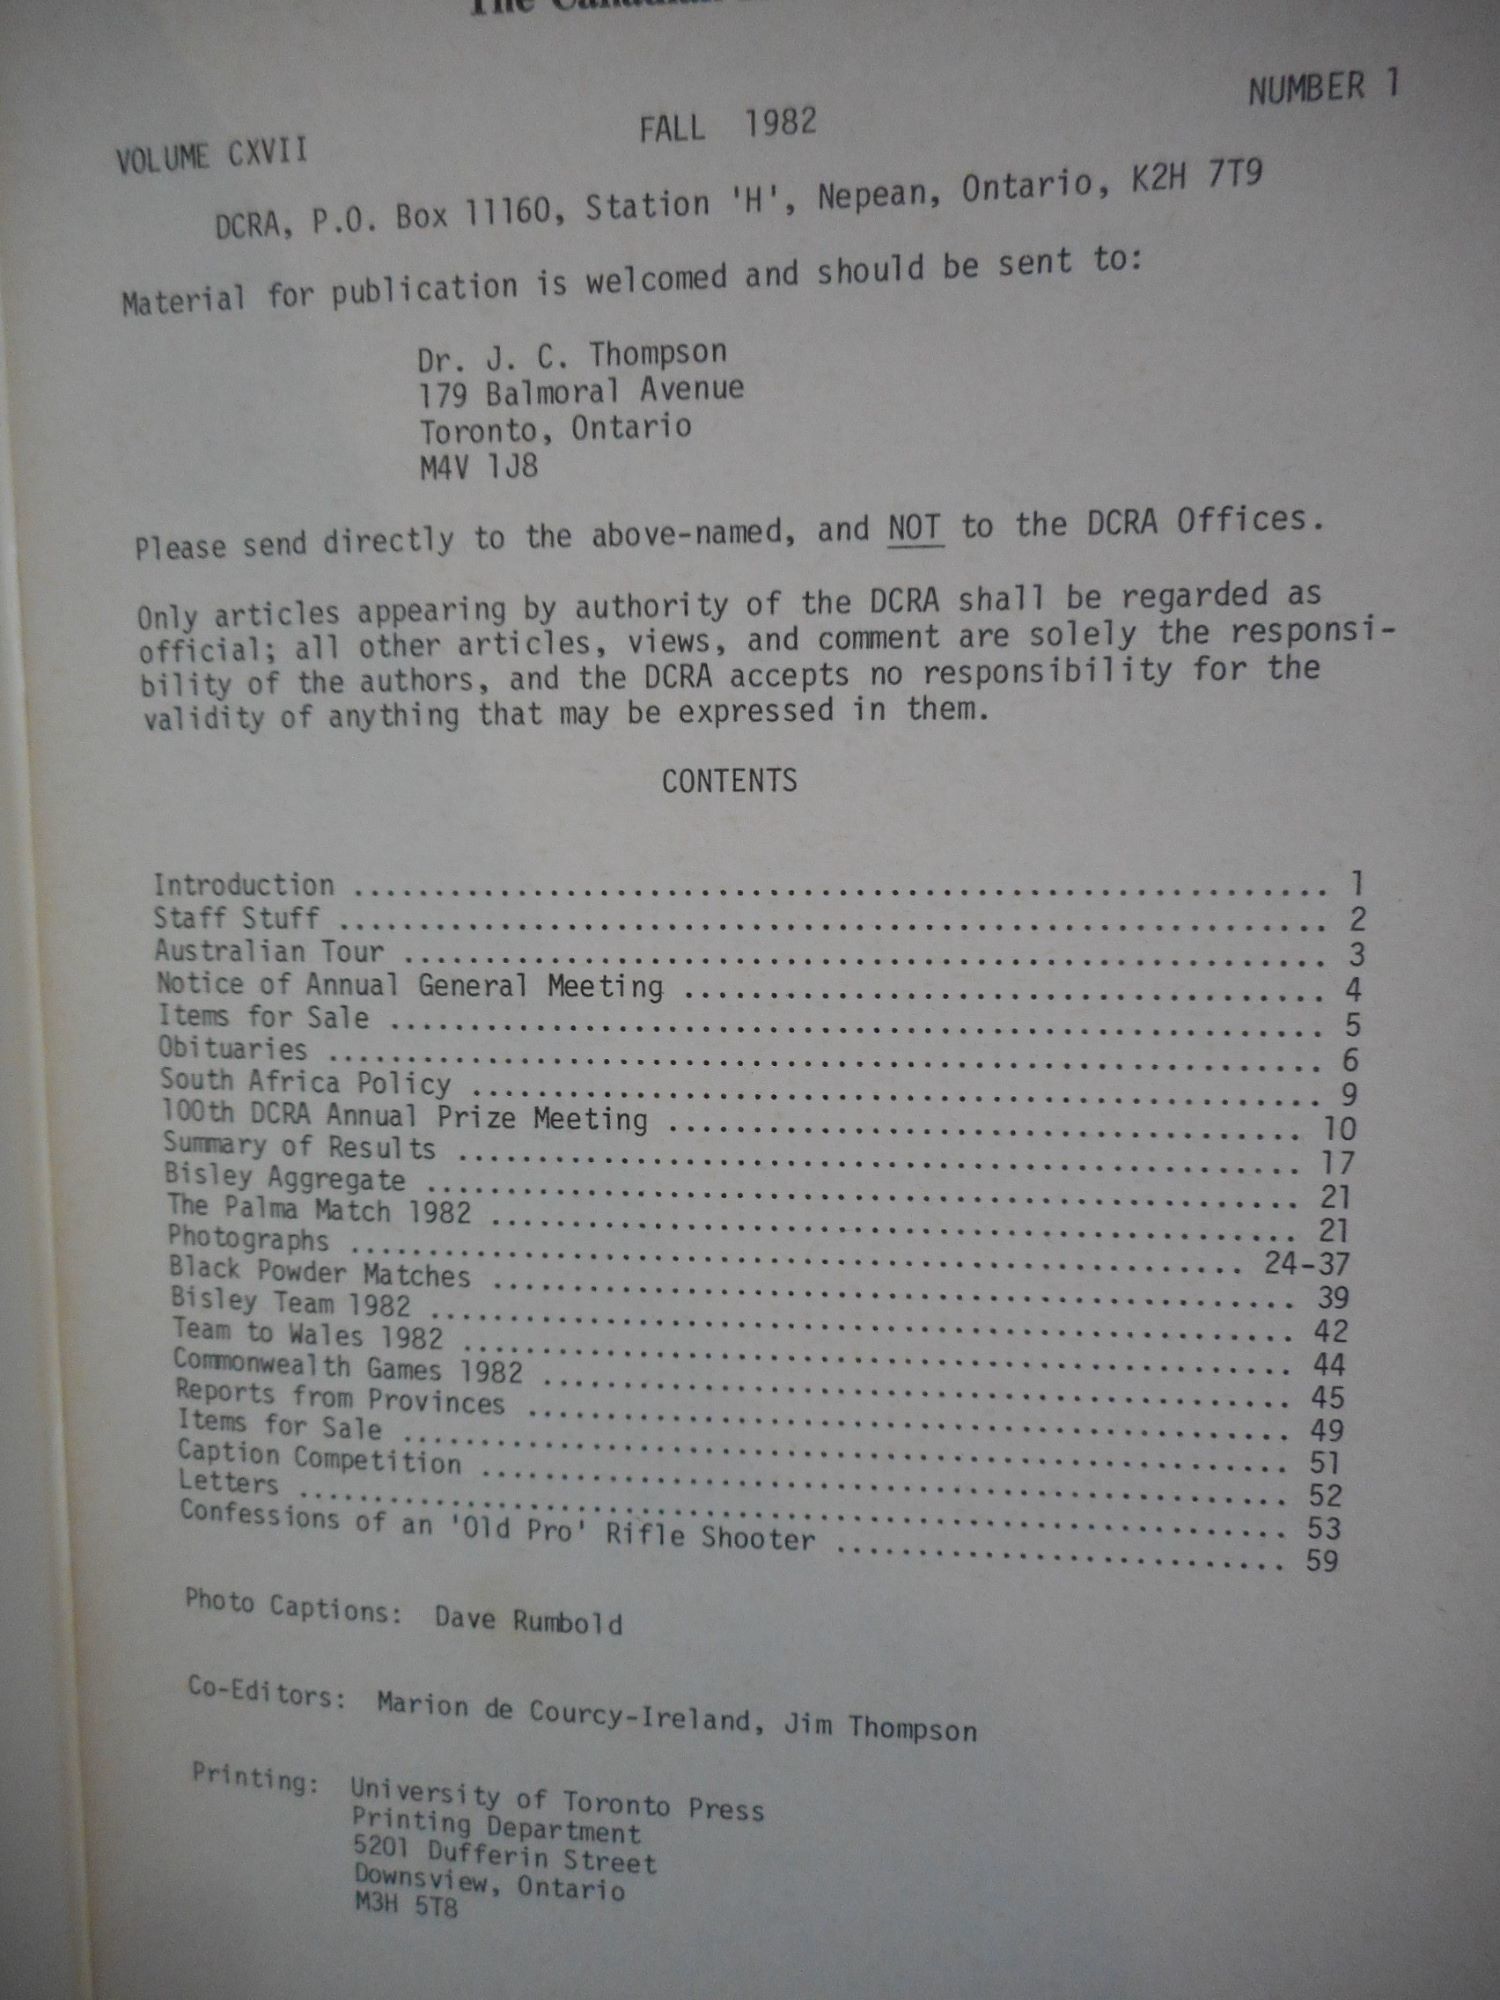 The Canadian
VOLUME CXVII FALL 1982 NUMBER 1
DCRA, P.O. Box 11160, Station 'H', Nepean, Ontario, K2H 7T9
Material for publication is welcomed and should be sent to:
Dr. J. C. Thompson
179 Balmoral Avenue
Toronto, Ontario
M4V 1J8
Please send directly to the above-named, and NOT to the DCRA Offices.
Only articles appearing by authority of the DCRA shall be regarded as
official; all other articles, views, and comment are solely the responsi-
bility of the authors, and the DCRA accepts no responsibility for the
validity of anything that may be expressed in them.
CONTENTS
Introduction ........ 1
Staff Stuff ........ 2
Australian Tour ........ 3
Notice of Annual General Meeting ........ 4
Items for Sale ........ 5
Obituaries ........ 6
South Africa Policy ........ 9
100th DCRA Annual Prize Meeting ........ 10
Summary of Results ........ 17
Bisley Aggregate ........ 21
The Palma Match 1982 ........ 21
Photographs ........ 24-37
Black Powder Matches ........ 39
Bisley Team 1982 ........ 42
Team to Wales 1982 ........ 44
Commonwealth Games 1982 ........ 45
Reports from Provinces ........ 49
Items for Sale ........ 51
Caption Competition ........ 52
Letters ........ 53
Confessions of an 'Old Pro' Rifle Shooter ........ 59
Photo Captions: Dave Rumbold
Co-Editors: Marion de Courcy-Ireland, Jim Thompson
Printing: University of Toronto Press
Printing Department
5201 Dufferin Street
Downsview, Ontario
M3H 5T8